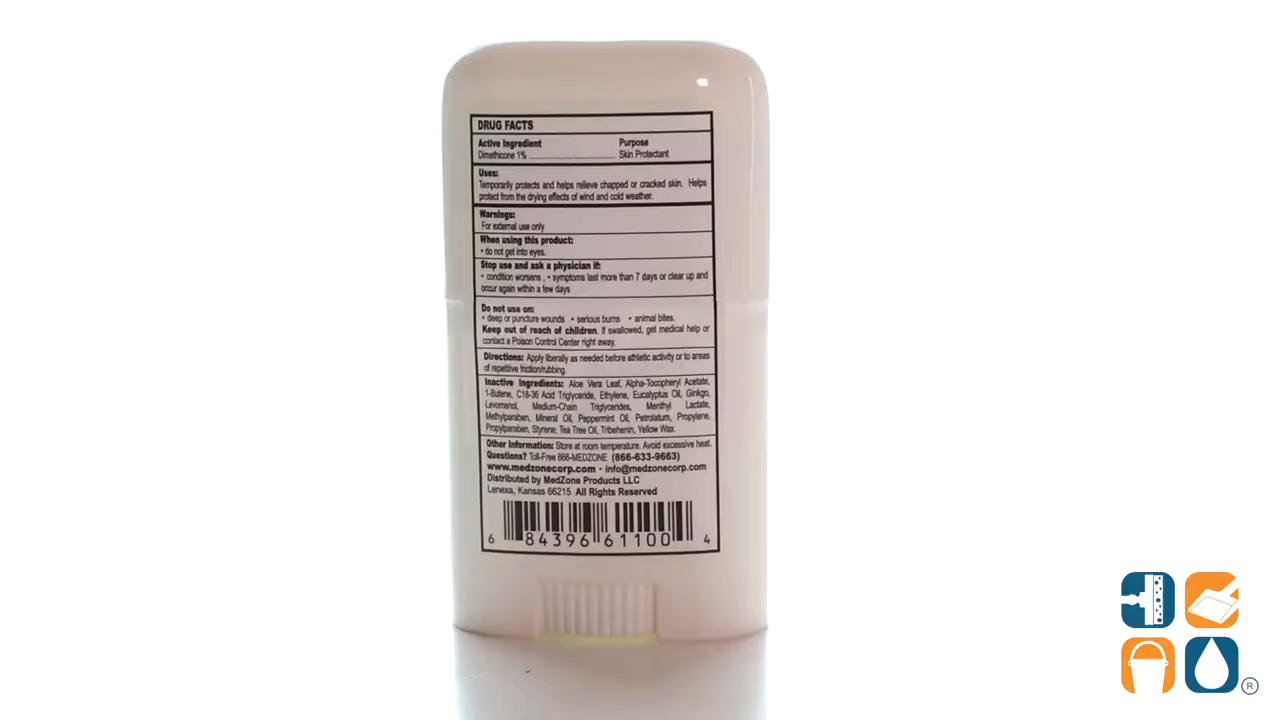 DRUG FACTS
Active Ingredient Purpose
Dimethicone 1% Skin Protectant
Uses:
Temporarily protects and helps relieve chapped or cracked skin. Helps
protect from the drying effects of wind and cold weather.
Warnings:
For external use only
When using this product:
• do not get into eyes.
Stop use and ask a physician if:
• condition worsens , • symptoms last more than 7 days or clear up and
occur again within a few days
Do not use on:
• deep or puncture wounds • serious burns • animal bites.
Keep out of reach of children. If swallowed, get medical help or
contact a Poison Control Center right away.
Directions: Apply liberally as needed before athletic activity or to areas
of repetitive friction/rubbing.
Inactive Ingredients: Aloe Vera Leaf, Alpha-Tocopheryl Acetate,
1-Butene, C18-36 Acid Triglyceride, Ethylene, Eucalyptus Oil, Ginkgo,
Levomenol, Medium-Chain Triglycerides, Menthyl Lactate,
Methylparaben, Mineral Oil, Peppermint Oil, Petrolatum, Propylene,
Propylparaben, Styrene, Tea Tree Oil, Tribehenin, Yellow Wax.
Other Information: Store at room temperature. Avoid excessive heat.
Questions? Toll-Free 866-MEDZONE (866-633-9663)
www.medzonecorp.com • info@medzonecorp.com
Distributed by MedZone Products LLC
Lenexa, Kansas 66215 All Rights Reserved
6 84396 61100 4
®